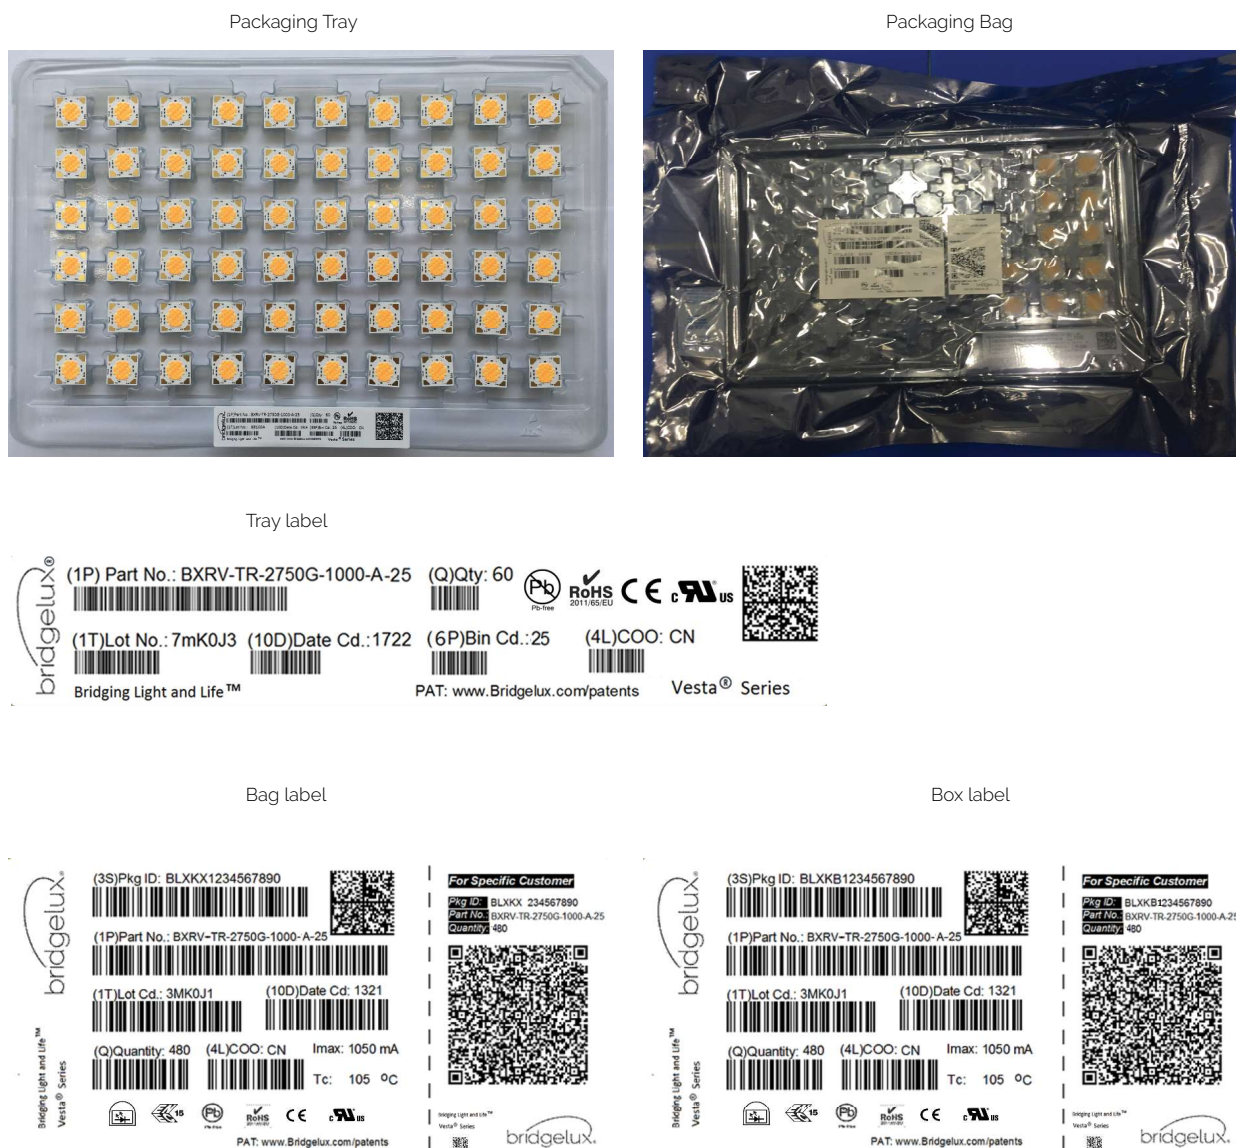 Packaging Tray
Packaging Bag
Tray label
bridgelux®
(1P) Part No.: BXRV-TR-2750G-1000-A-25 (Q)Qty: 60
Pb
Pb-free
RoHS
2011/65/EU
CE
c RU us
(1T)Lot No.: 7mK0J3 (10D)Date Cd.:1722 (6P)Bin Cd.:25 (4L)COO: CN
Bridging Light and Life™ PAT: www.Bridgelux.com/patents Vesta® Series
Bag label
bridgelux®
Bridging Light and Life™
Vesta® Series
(3S)Pkg ID: BLXKX1234567890
(1P)Part No.: BXRV-TR-2750G-1000-A-25
(1T)Lot Cd.: 3MK0J1 (10D)Date Cd: 1321
(Q)Quantity: 480 (4L)COO: CN Imax: 1050 mA
Tc: 105 ºC
15
Pb
RoHS
CE
c RU us
PAT: www.Bridgelux.com/patents
For Specific Customer
Pkg ID: BLXKX 234567890
Part No.: BXRV-TR-2750G-1000-A-25
Quantity: 480
Bridging Light and Life™
Vesta® Series
bridgelux.
Box label
bridgelux®
Bridging Light and Life™
Vesta® Series
(3S)Pkg ID: BLXKB1234567890
(1P)Part No.: BXRV-TR-2750G-1000-A-25
(1T)Lot Cd.: 3MK0J1 (10D)Date Cd: 1321
(Q)Quantity: 480 (4L)COO: CN Imax: 1050 mA
Tc: 105 ºC
15
Pb
RoHS
CE
c RU us
PAT: www.Bridgelux.com/patents
For Specific Customer
Pkg ID: BLXKB1234567890
Part No.: BXRV-TR-2750G-1000-A-25
Quantity: 480
Bridging Light and Life™
Vesta® Series
bridgelux.